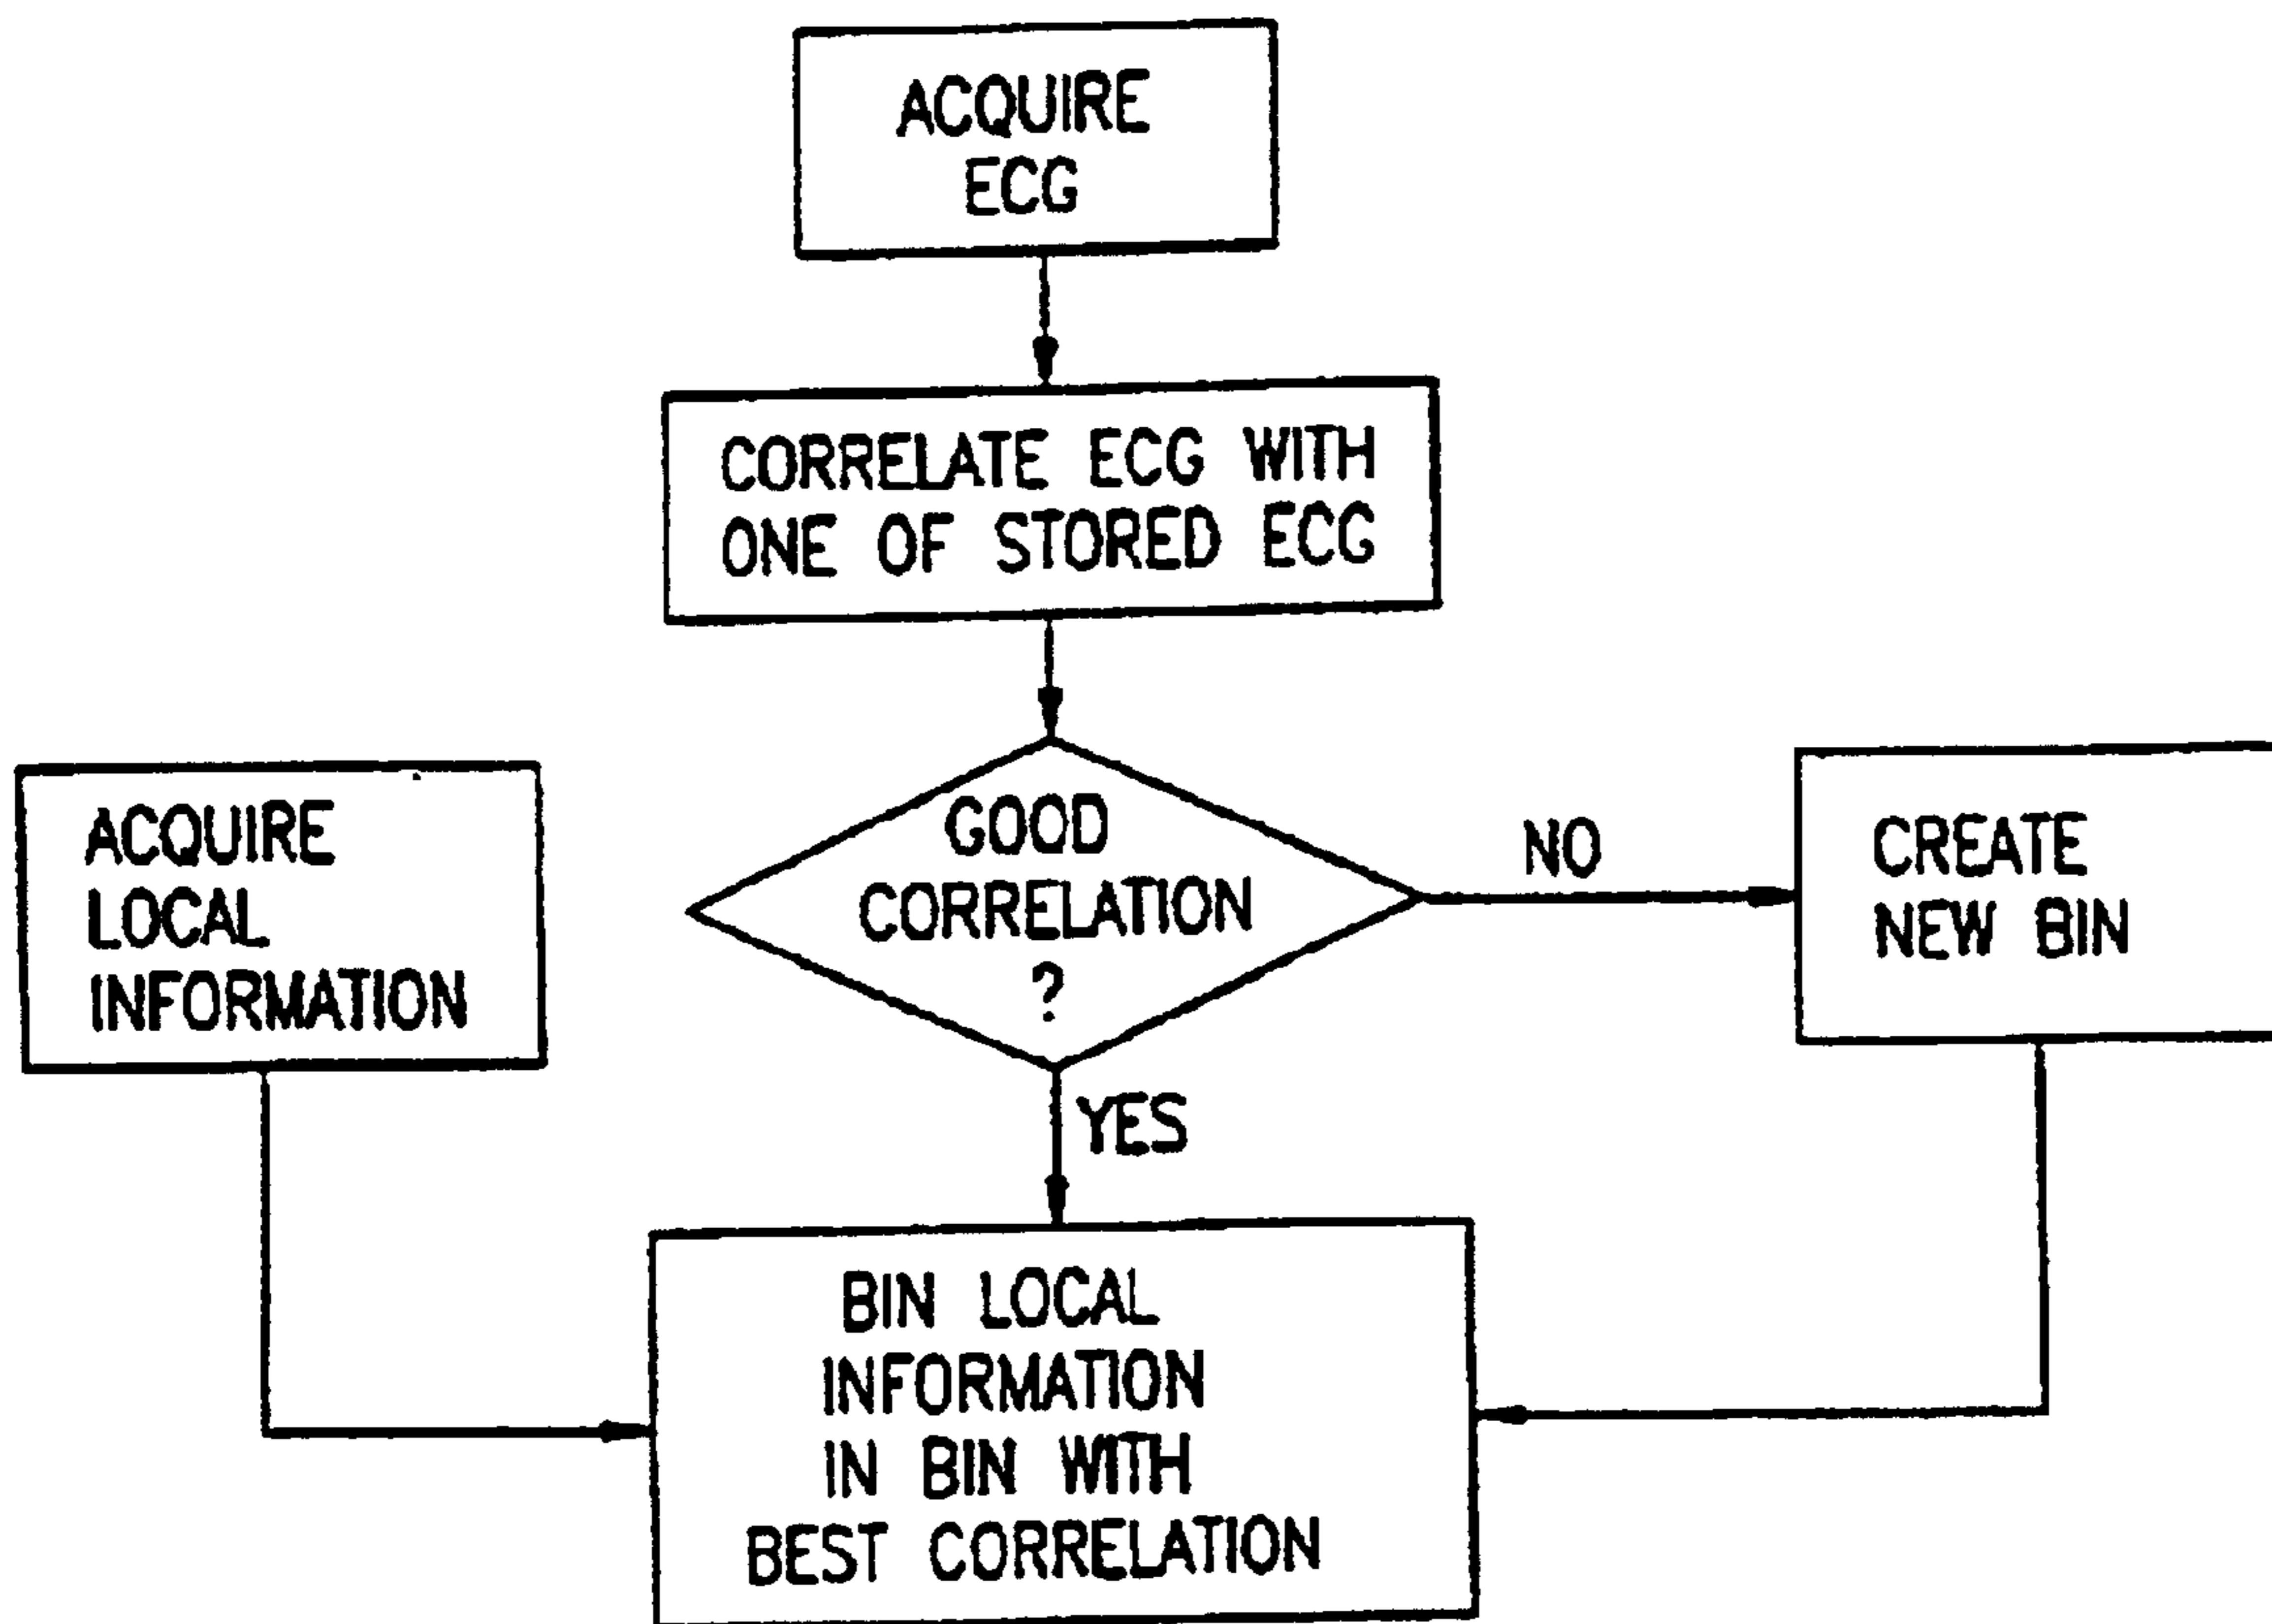 ACQUIRE
ECG
CORRELATE ECG WITH
ONE OF STORED ECG
ACQUIRE
LOCAL
INFORMATION
GOOD
CORRELATION
?
NO
CREATE
NEW BIN
YES
BIN LOCAL
INFORMATION
IN BIN WITH
BEST CORRELATION